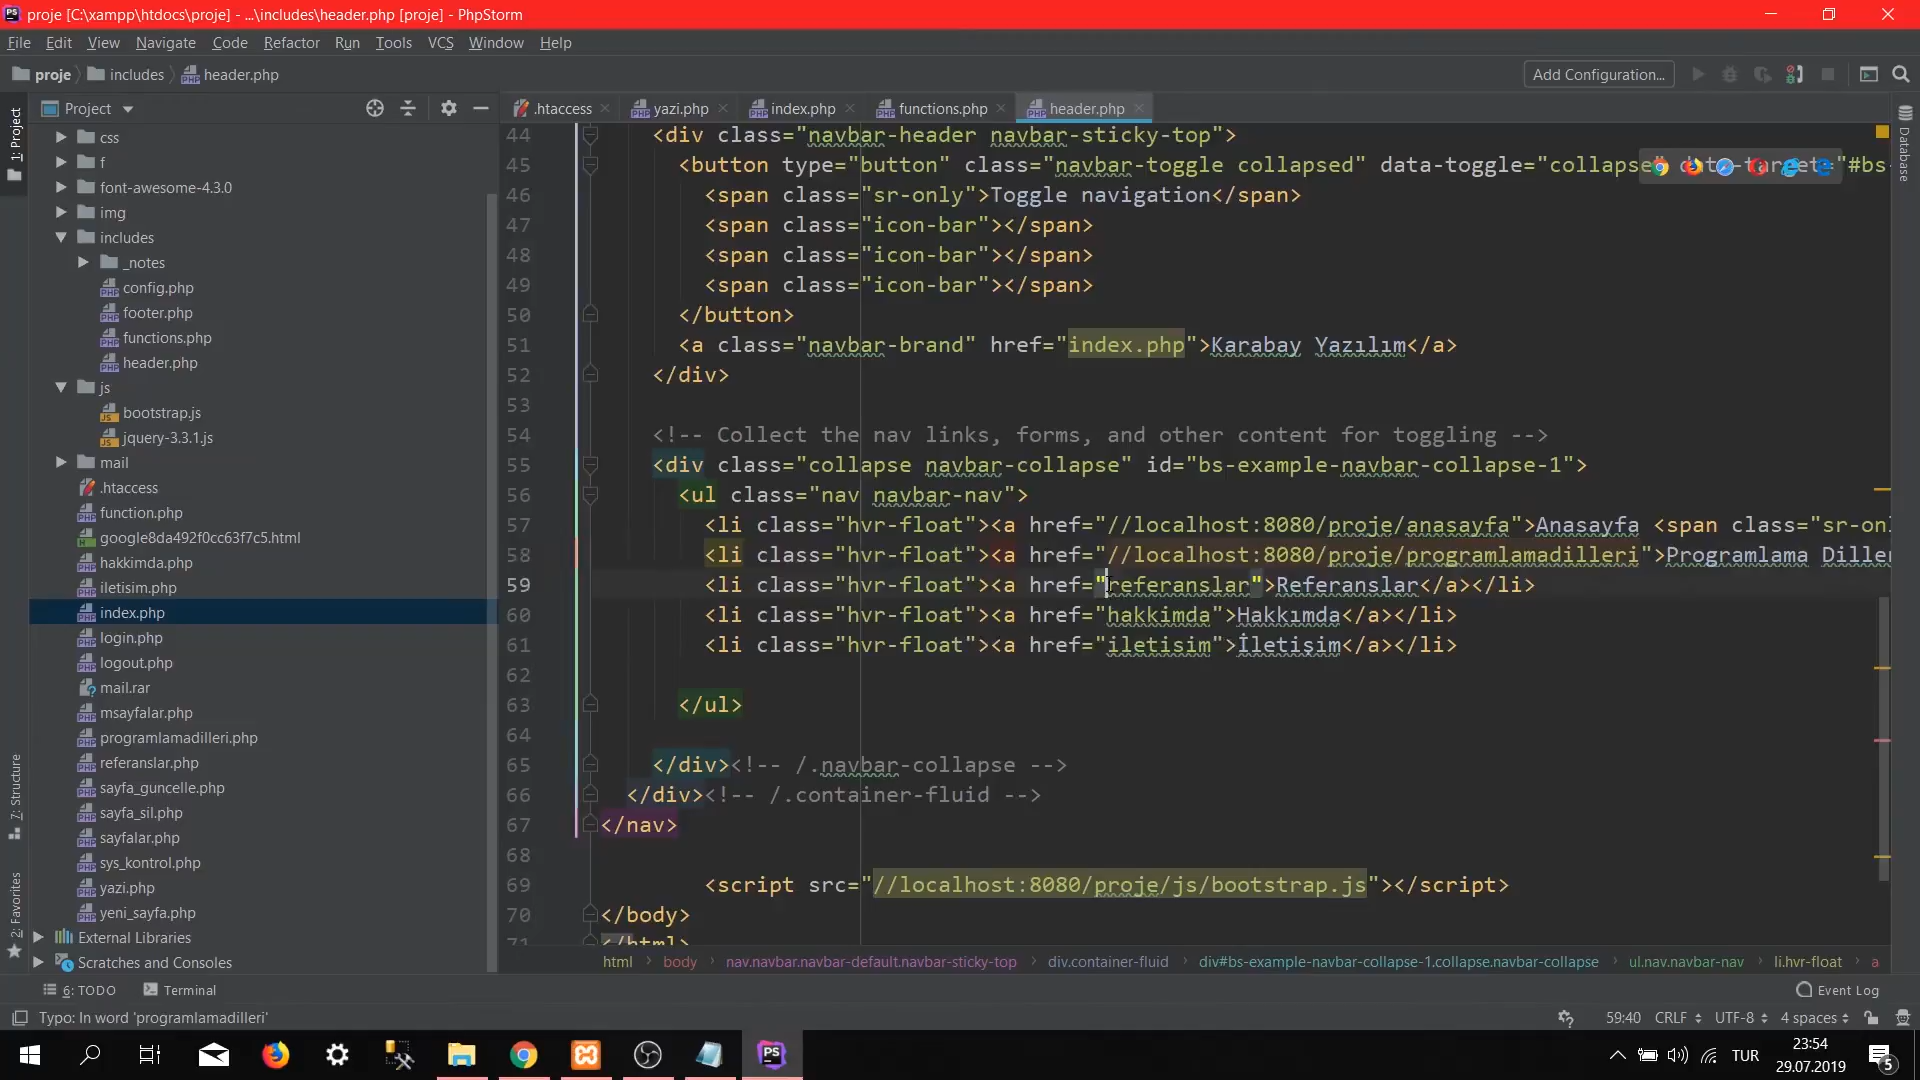 proje [C:\xampp\htdocs\proje] - ...\includes\header.php [proje] - PhpStorm
File Edit View Navigate Code Refactor Run Tools VCS Window Help
proje includes header.php Add Configuration...
Project .htaccess yazi.php index.php functions.php header.php
1: Project
7: Structure
2: Favorites
Database
css
f
font-awesome-4.3.0
img
includes
_notes
config.php
footer.php
functions.php
header.php
js
bootstrap.js
jquery-3.3.1.js
mail
.htaccess
function.php
google8da492f0cc63f7c5.html
hakkimda.php
iletisim.php
index.php
login.php
logout.php
mail.rar
msayfalar.php
programlamadilleri.php
referanslar.php
sayfa_guncelle.php
sayfa_sil.php
sayfalar.php
sys_kontrol.php
yazi.php
yeni_sayfa.php
External Libraries
Scratches and Consoles
44 <div class="navbar-header navbar-sticky-top">
45 <button type="button" class="navbar-toggle collapsed" data-toggle="collapse" data-target="#bs-
46 <span class="sr-only">Toggle navigation</span>
47 <span class="icon-bar"></span>
48 <span class="icon-bar"></span>
49 <span class="icon-bar"></span>
50 </button>
51 <a class="navbar-brand" href="index.php">Karabay Yazılım</a>
52 </div>
53
54 <!-- Collect the nav links, forms, and other content for toggling -->
55 <div class="collapse navbar-collapse" id="bs-example-navbar-collapse-1">
56 <ul class="nav navbar-nav">
57 <li class="hvr-float"><a href="//localhost:8080/proje/anasayfa">Anasayfa <span class="sr-onl
58 <li class="hvr-float"><a href="//localhost:8080/proje/programlamadilleri">Programlama Diller
59 <li class="hvr-float"><a href="referanslar">Referanslar</a></li>
60 <li class="hvr-float"><a href="hakkimda">Hakkımda</a></li>
61 <li class="hvr-float"><a href="iletisim">İletişim</a></li>
62
63 </ul>
64
65 </div><!-- /.navbar-collapse -->
66 </div><!-- /.container-fluid -->
67 </nav>
68
69 <script src="//localhost:8080/proje/js/bootstrap.js"></script>
70 </body>
71 </html>
html body nav.navbar.navbar-default.navbar-sticky-top div.container-fluid div#bs-example-navbar-collapse-1.collapse.navbar-collapse ul.nav.navbar-nav li.hvr-float a
6: TODO Terminal Event Log
Typo: In word 'programlamadilleri' 59:40 CRLF UTF-8 4 spaces
TUR 23:54
29.07.2019
5